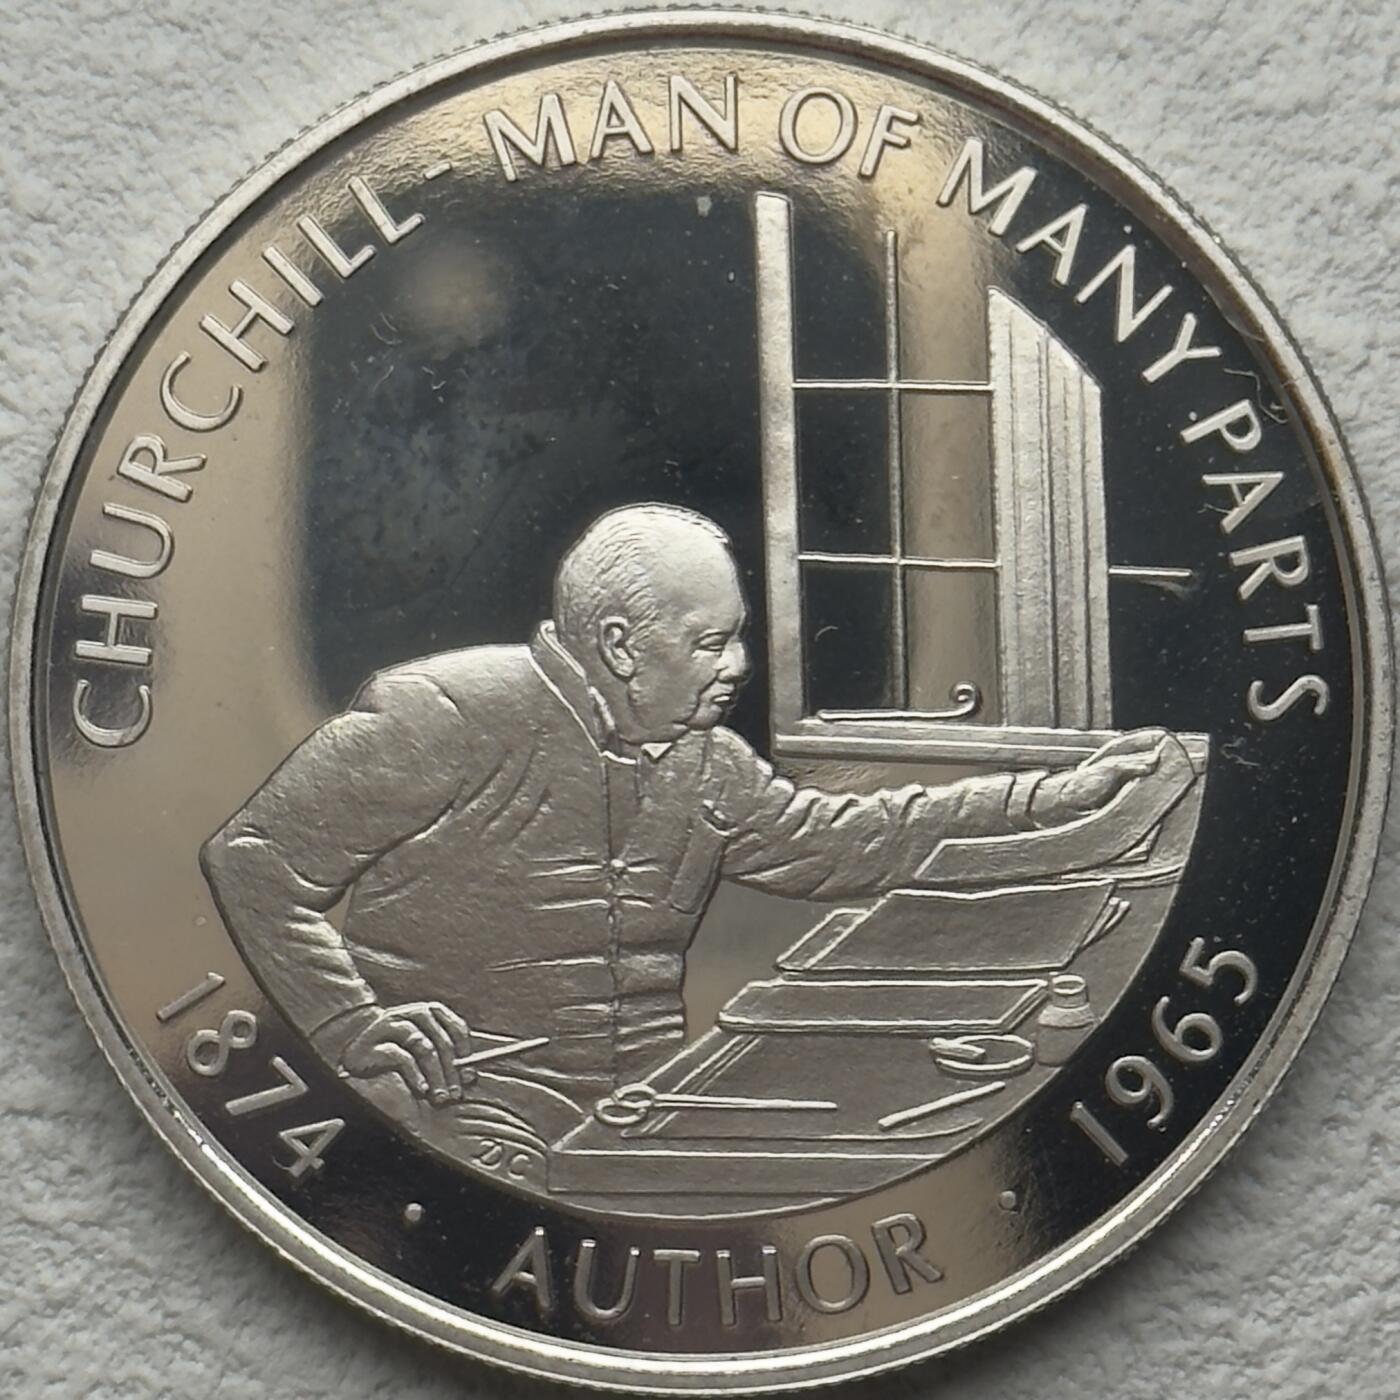 CHURCHILL - MAN OF MANY PARTS
DC
1874 · AUTHOR · 1965